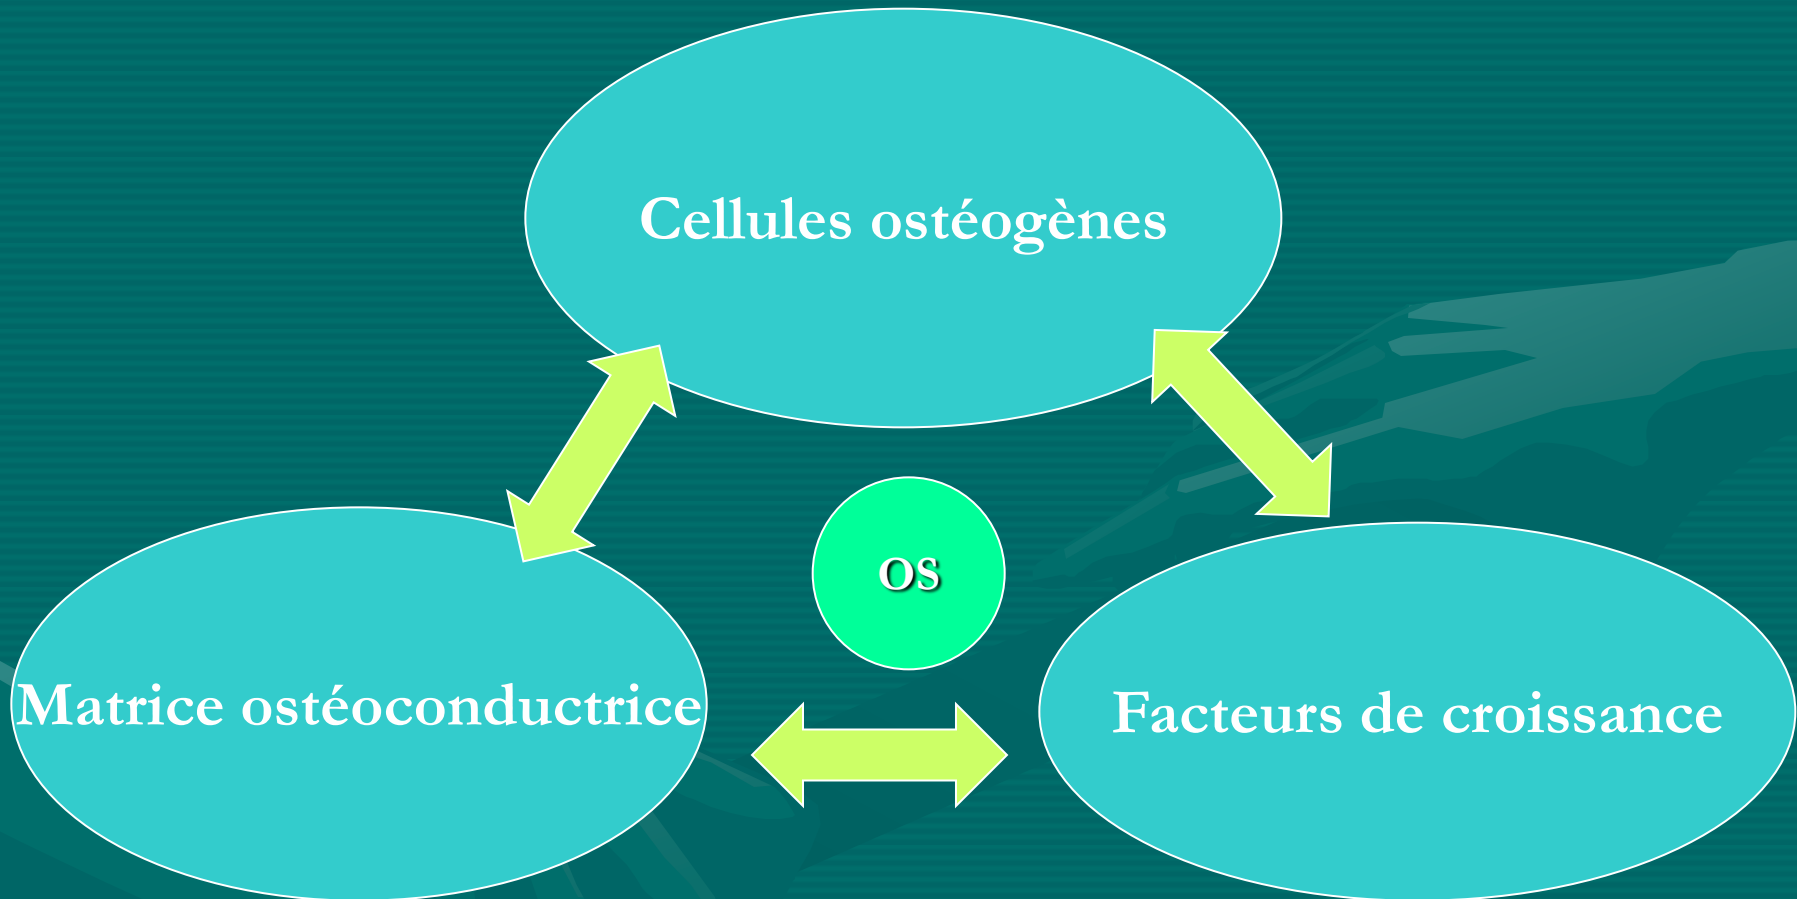 Cellules ostéogènes
os
Matrice ostéoconductrice
Facteurs de croissance